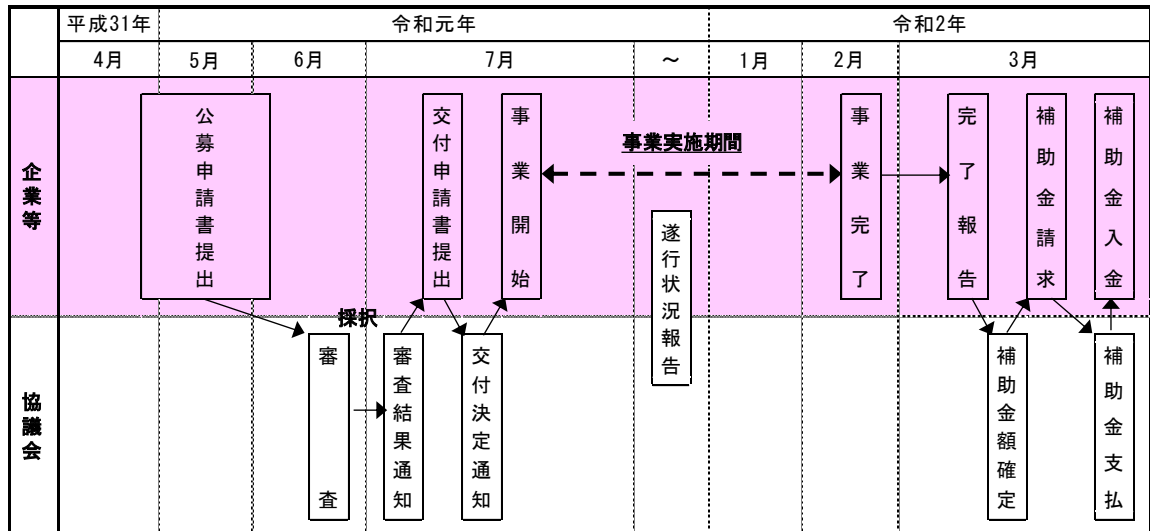 平成31年
令和元年
令和2年
4月
5月
6月
7月
～
1月
2月
3月
企業等
公募申請書提出
交付申請書提出
事業開始
事業実施期間
遂行状況報告
事業完了
完了報告
補助金請求
補助金入金
採択
協議会
審査
審査結果通知
交付決定通知
補助金額確定
補助金支払